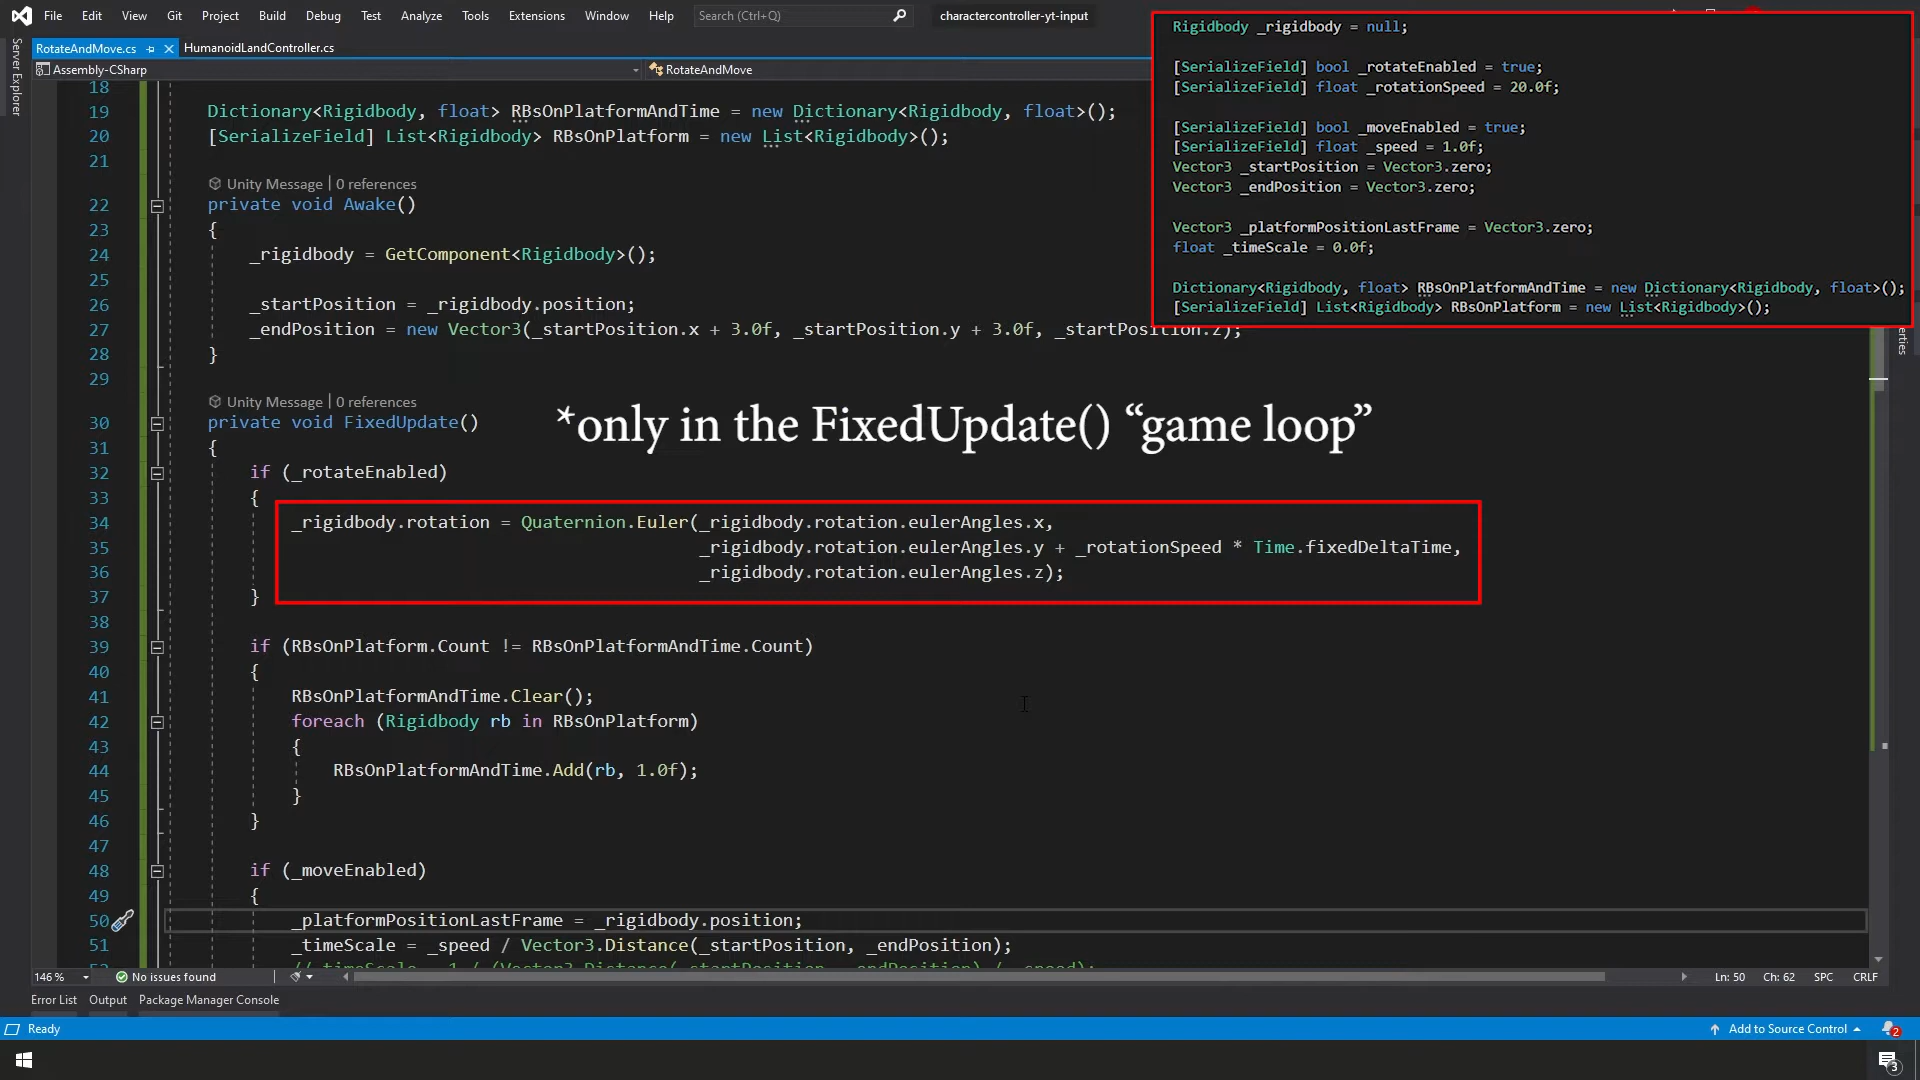 File Edit View Git Project Build Debug Test Analyze Tools Extensions Window Help Search (Ctrl+Q) charactercontroller-yt-input
RotateAndMove.cs HumanoidLandController.cs
Assembly-CSharp RotateAndMove
Server Explorer
Rigidbody _rigidbody = null;
[SerializeField] bool _rotateEnabled = true;
[SerializeField] float _rotationSpeed = 20.0f;
[SerializeField] bool _moveEnabled = true;
[SerializeField] float _speed = 1.0f;
Vector3 _startPosition = Vector3.zero;
Vector3 _endPosition = Vector3.zero;
Vector3 _platformPositionLastFrame = Vector3.zero;
float _timeScale = 0.0f;
Dictionary<Rigidbody, float> RBsOnPlatformAndTime = new Dictionary<Rigidbody, float>();
[SerializeField] List<Rigidbody> RBsOnPlatform = new List<Rigidbody>();
18
19 Dictionary<Rigidbody, float> RBsOnPlatformAndTime = new Dictionary<Rigidbody, float>();
20 [SerializeField] List<Rigidbody> RBsOnPlatform = new List<Rigidbody>();
21
Unity Message | 0 references
22 private void Awake()
23 {
24 _rigidbody = GetComponent<Rigidbody>();
25
26 _startPosition = _rigidbody.position;
27 _endPosition = new Vector3(_startPosition.x + 3.0f, _startPosition.y + 3.0f, _startPosition.z);
28 }
29
Unity Message | 0 references
30 private void FixedUpdate()
*only in the FixedUpdate() “game loop”
31 {
32 if (_rotateEnabled)
33 {
34 _rigidbody.rotation = Quaternion.Euler(_rigidbody.rotation.eulerAngles.x,
35 _rigidbody.rotation.eulerAngles.y + _rotationSpeed * Time.fixedDeltaTime,
36 _rigidbody.rotation.eulerAngles.z);
37 }
38
39 if (RBsOnPlatform.Count != RBsOnPlatformAndTime.Count)
40 {
41 RBsOnPlatformAndTime.Clear();
42 foreach (Rigidbody rb in RBsOnPlatform)
43 {
44 RBsOnPlatformAndTime.Add(rb, 1.0f);
45 }
46 }
47
48 if (_moveEnabled)
49 {
50 _platformPositionLastFrame = _rigidbody.position;
51 _timeScale = _speed / Vector3.Distance(_startPosition, _endPosition);
146 % No issues found Ln: 50 Ch: 62 SPC CRLF
Error List Output Package Manager Console
Ready Add to Source Control 2
3